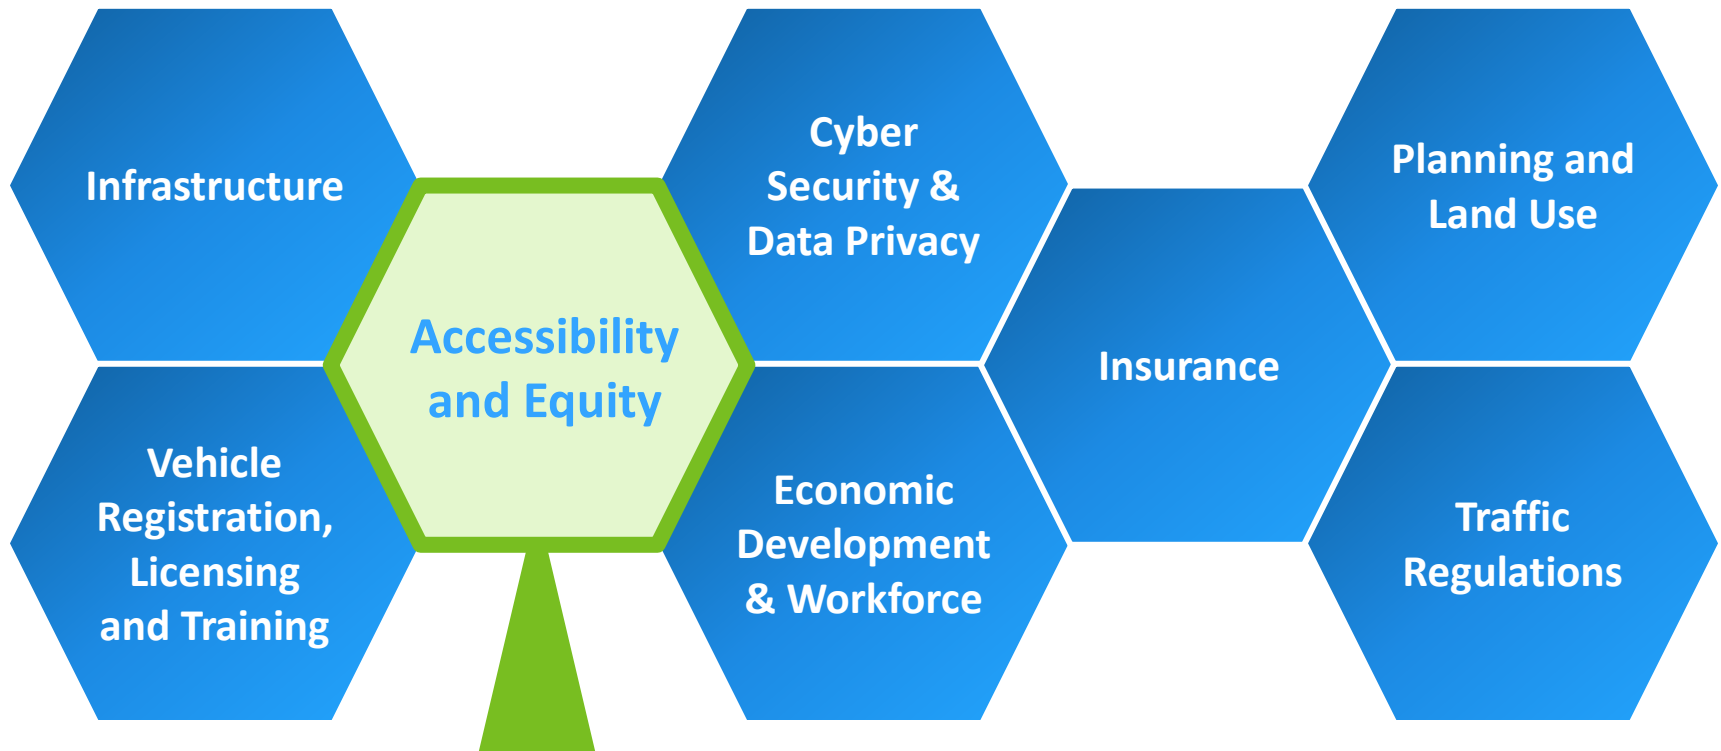 Infrastructure
Vehicle
Registration,
Licensing
and Training
Accessibility
and Equity
Cyber
Security &
Data Privacy
Economic
Development
& Workforce
Insurance
Planning and
Land Use
Traffic
Regulations